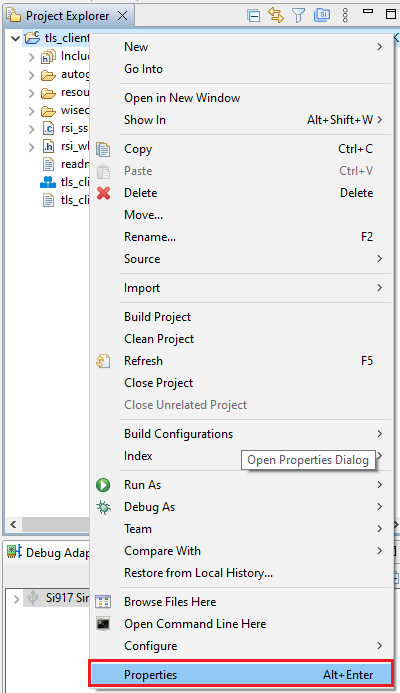 Project Explorer
tls_client
New
Go Into
Includ
autog
Open in New Window
resou
Show In Alt+Shift+W
wisec
rsi_ss
Copy Ctrl+C
rsi_wl
Paste Ctrl+V
readn
tls_cli
Delete Delete
tls_cli
Move...
Rename... F2
Source
Import
Build Project
Clean Project
Refresh F5
Close Project
Close Unrelated Project
Build Configurations
Index
Open Properties Dialog
Run As
Debug As
Team
Compare With
Restore from Local History...
Debug Adap
Si917 Sin
Browse Files Here
Open Command Line Here
Configure
Properties Alt+Enter